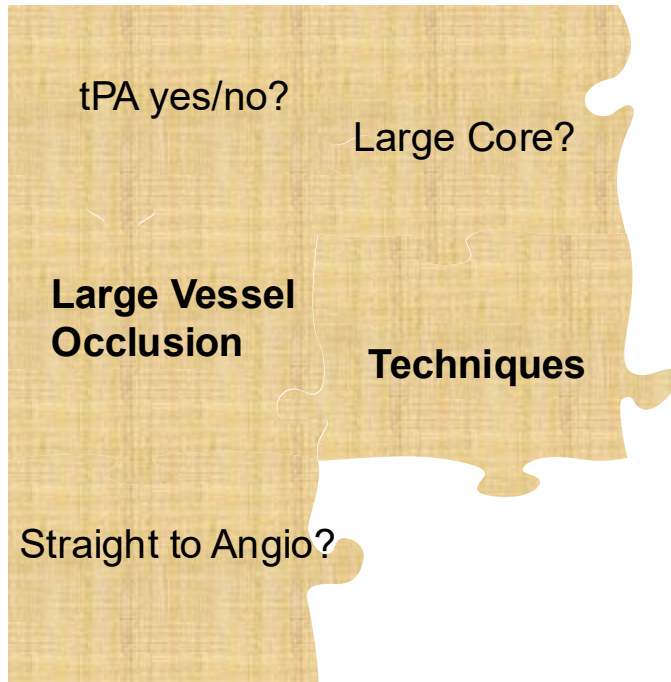 tPA yes/no?
Large Core?
Large Vessel
Occlusion
Techniques
Straight to Angio?